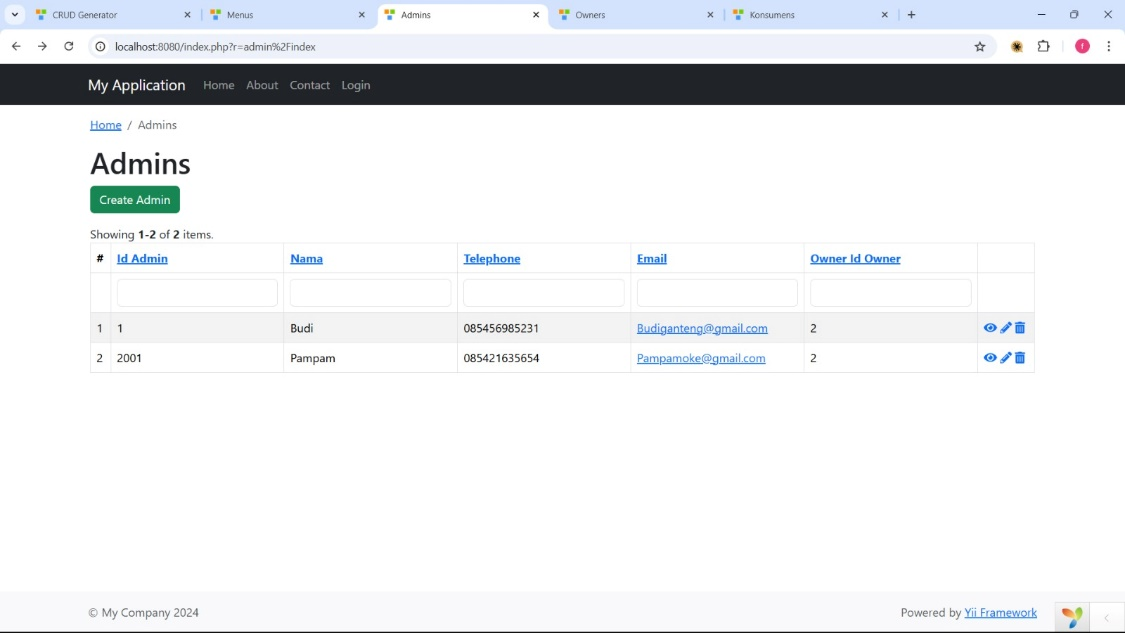 CRUD Generator
Menus
Admins
Owners
Konsumens
localhost:8080/index.php?r=admin%2Findex
f
My Application Home About Contact Login
Home / Admins
Admins
Create Admin
Showing 1-2 of 2 items.
# Id Admin Nama Telephone Email Owner Id Owner
1 1 Budi 085456985231 Budiganteng@gmail.com 2
2 2001 Pampam 085421635654 Pampamoke@gmail.com 2
© My Company 2024 Powered by Yii Framework